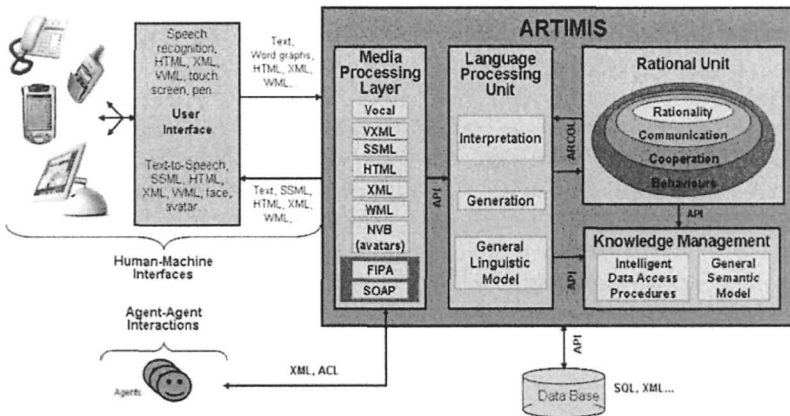 ARTIMIS
Speech
recognition,
HTML, XML,
WML, touch
screen, pen...
User
Interface
Text-to-Speech,
SSML, HTML,
XML, WML, face,
avatar...
Text,
Word graphs,
HTML, XML,
WML...
Text, SSML,
HTML, XML,
WML...
Human-Machine
Interfaces
Agent-Agent
Interactions
Agents
XML, ACL
Media
Processing
Layer
Vocal
VXML
SSML
HTML
XML
WML
NVB
(avatars)
FIPA
SOAP
API
Language
Processing
Unit
Interpretation
Generation
General
Linguistic
Model
ARCOL
API
Rational Unit
Rationality
Communication
Cooperation
Behaviours
API
Knowledge Management
Intelligent
Data Access
Procedures
General
Semantic
Model
API
Data Base
SQL, XML...